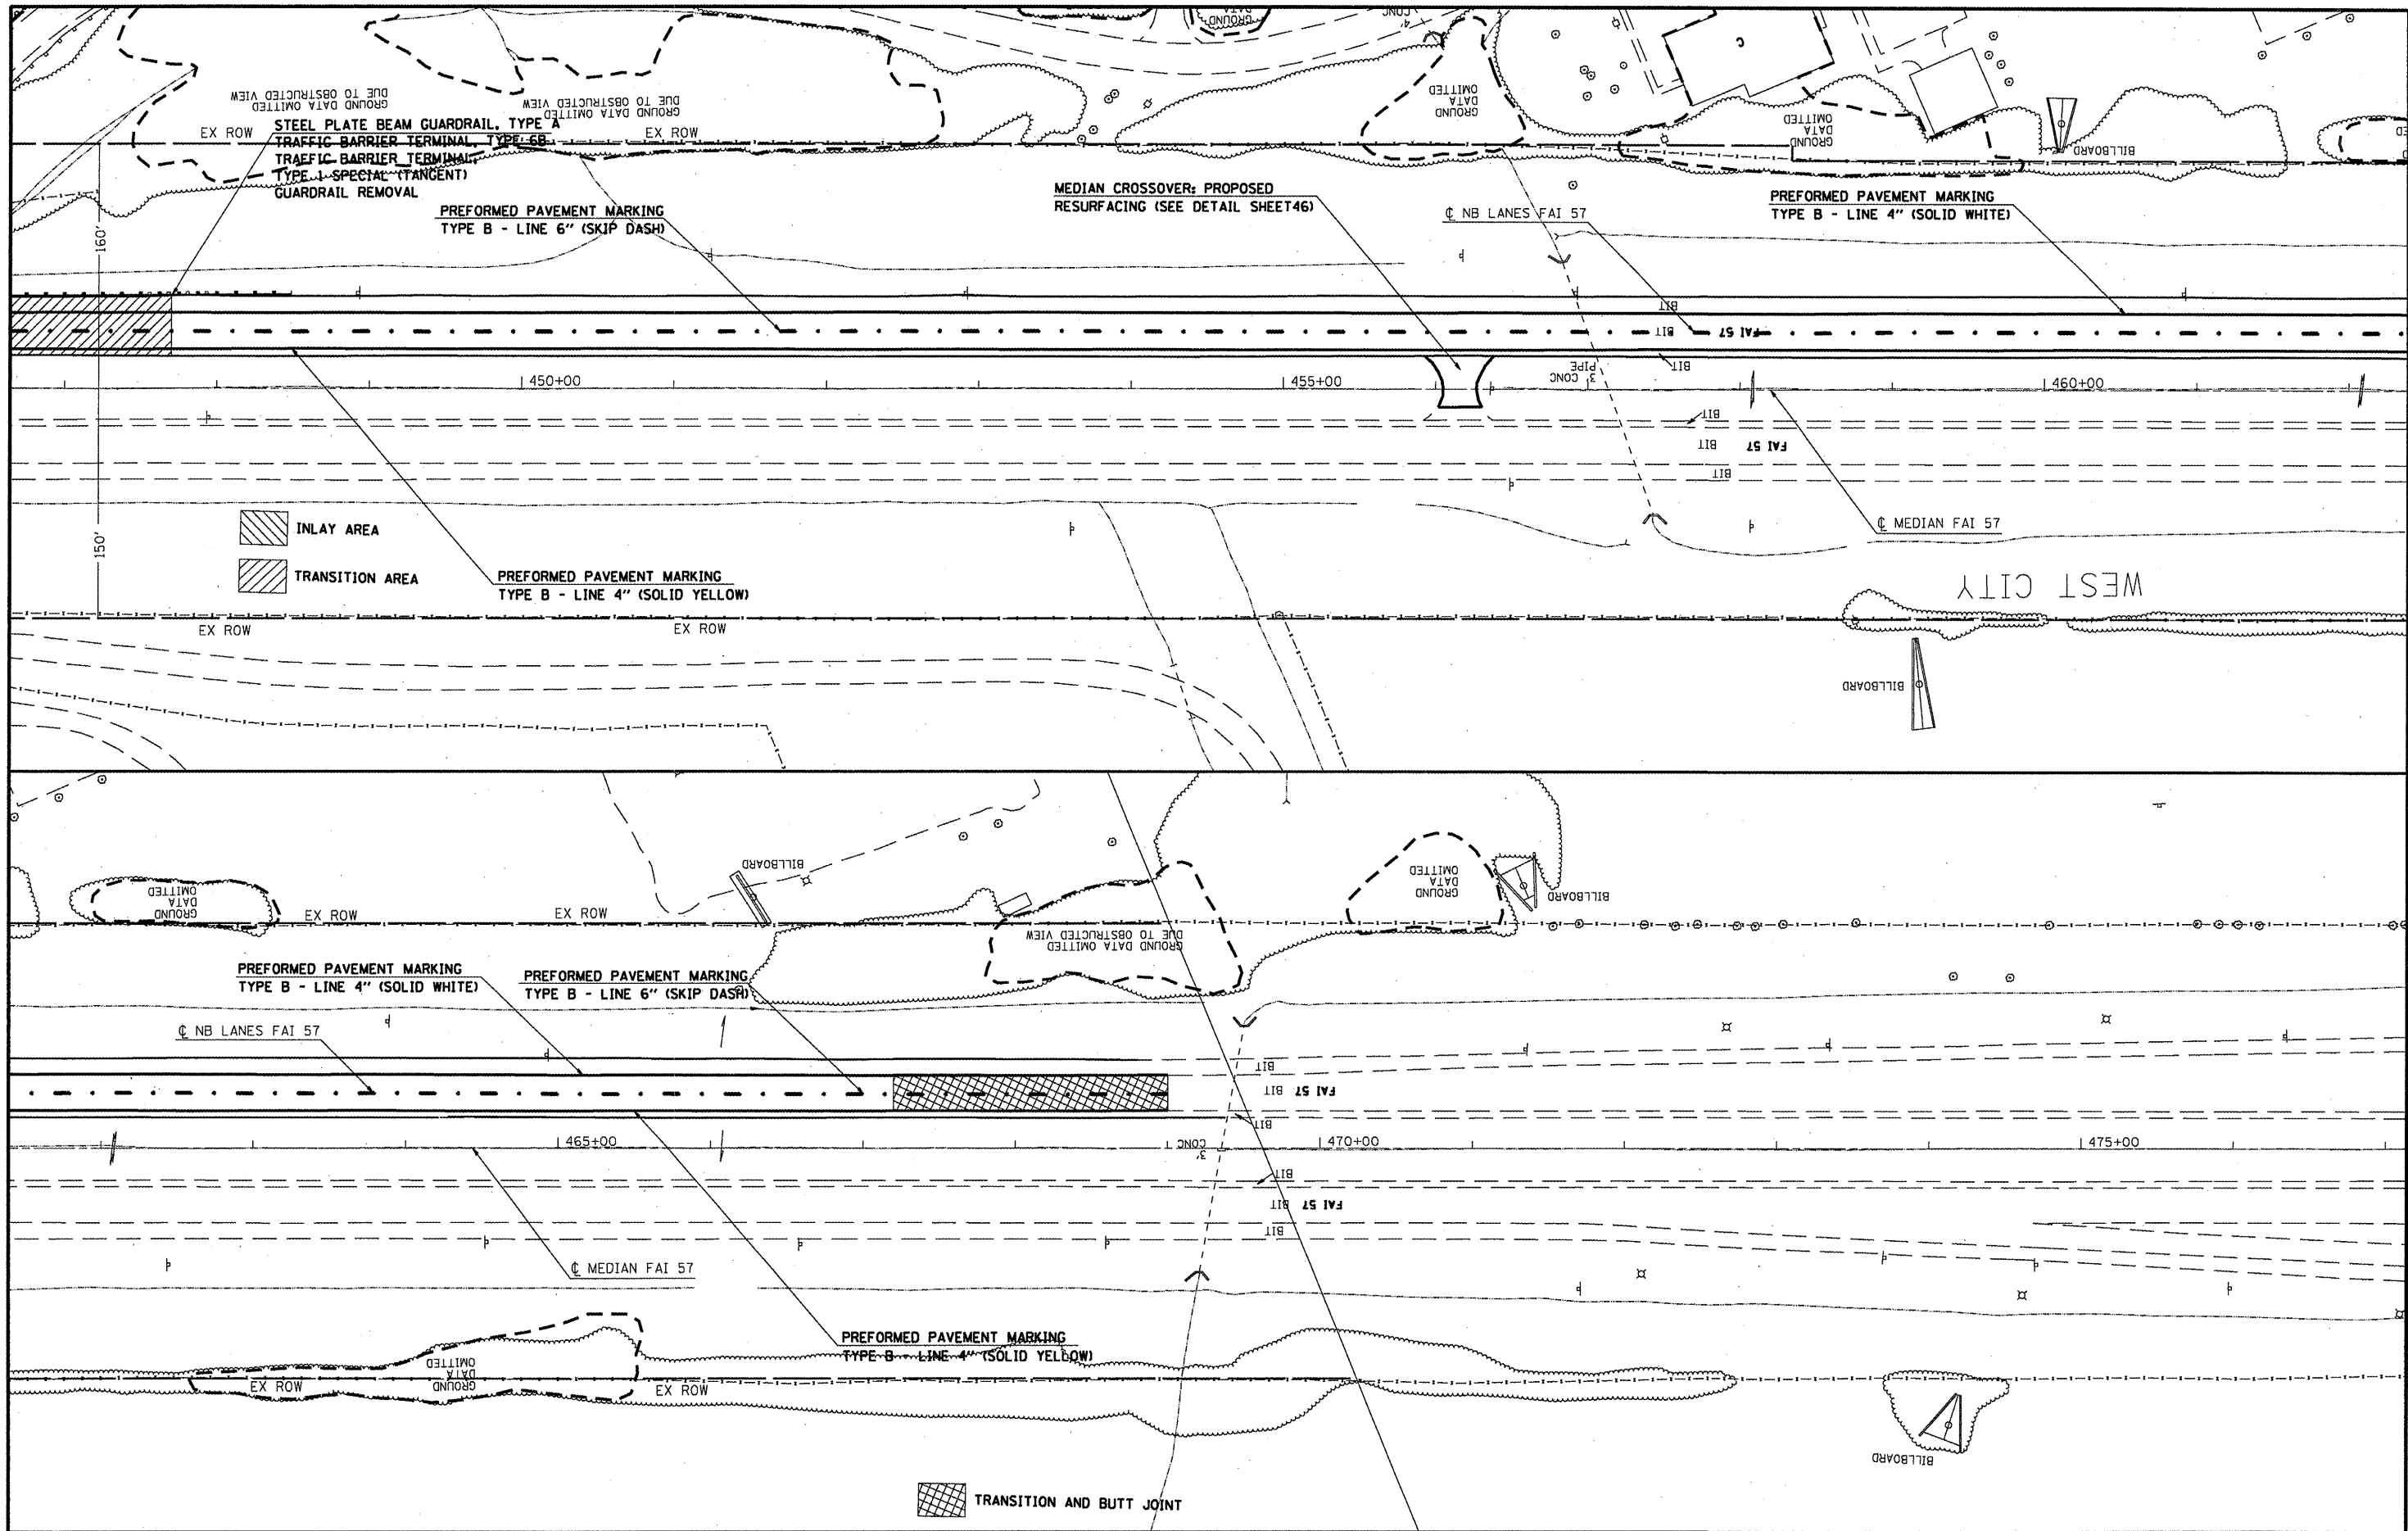 GROUND
DATA
4'
CONC
C
GROUND DATA OMITTED
DUE TO OBSTRUCTED VIEW
GROUND DATA OMITTED
DUE TO OBSTRUCTED VIEW
GROUND
DATA
OMITTED
GROUND
DATA
OMITTED
BILLBOARD
EX ROW
STEEL PLATE BEAM GUARDRAIL, TYPE A
TRAFFIC BARRIER TERMINAL, TYPE 6B
TRAFFIC BARRIER TERMINAL,
TYPE 1 SPECIAL (TANGENT)
GUARDRAIL REMOVAL
EX ROW
PREFORMED PAVEMENT MARKING
TYPE B - LINE 6" (SKIP DASH)
MEDIAN CROSSOVER: PROPOSED
RESURFACING (SEE DETAIL SHEET46)
℄ NB LANES FAI 57
PREFORMED PAVEMENT MARKING
TYPE B - LINE 4" (SOLID WHITE)
160'
BIT
BIT
FAI 57
BIT
3' CONC
PIPE
450+00
455+00
460+00
BIT
BIT
FAI 57
BIT
150'
INLAY AREA
TRANSITION AREA
PREFORMED PAVEMENT MARKING
TYPE B - LINE 4" (SOLID YELLOW)
℄ MEDIAN FAI 57
WEST CITY
EX ROW
EX ROW
BILLBOARD
BILLBOARD
GROUND
DATA
OMITTED
EX ROW
EX ROW
GROUND DATA OMITTED
DUE TO OBSTRUCTED VIEW
GROUND
DATA
OMITTED
BILLBOARD
PREFORMED PAVEMENT MARKING
TYPE B - LINE 4" (SOLID WHITE)
PREFORMED PAVEMENT MARKING
TYPE B - LINE 6" (SKIP DASH)
℄ NB LANES FAI 57
BIT
BIT
FAI 57
BIT
465+00
3'
CONC
470+00
475+00
BIT
BIT
FAI 57
BIT
℄ MEDIAN FAI 57
PREFORMED PAVEMENT MARKING
TYPE B - LINE 4" (SOLID YELLOW)
GROUND
DATA
OMITTED
EX ROW
EX ROW
BILLBOARD
TRANSITION AND BUTT JOINT